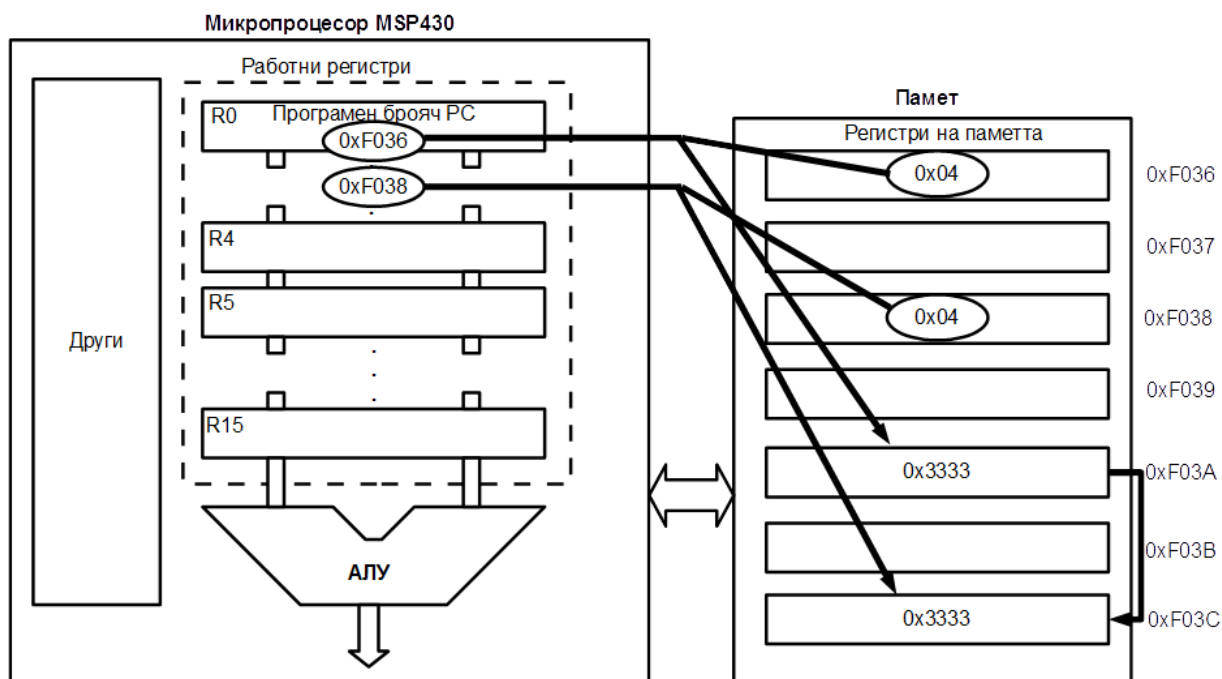 Микропроцесор MSP430
Работни регистри
R0
Програмен брояч PC
0xF036
0xF038
R4
R5
R15
Други
АЛУ
Памет
Регистри на паметта
0x04
0xF036
0xF037
0x04
0xF038
0xF039
0x3333
0xF03A
0xF03B
0x3333
0xF03C